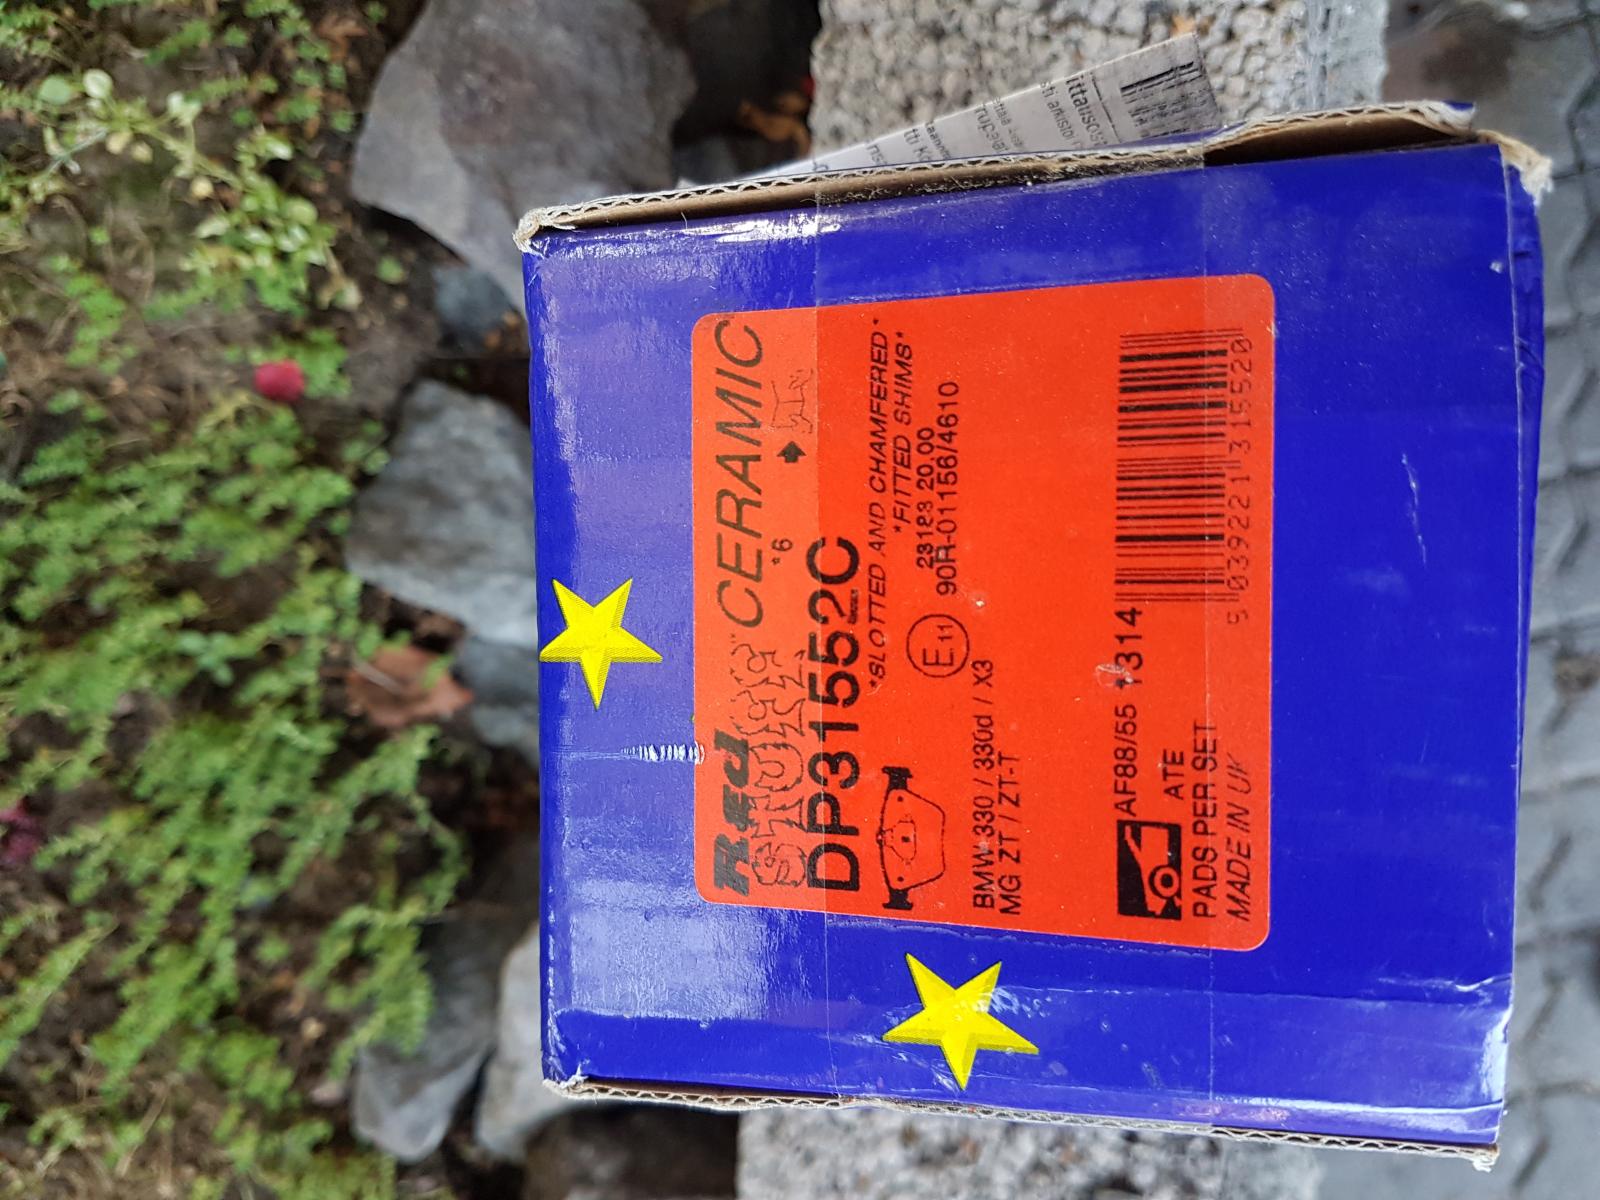 Red
Stuff
"CERAMIC
*6
DP31552C
*SLOTTED AND CHAMFERED*
*FITTED SHIMS*
23183 20.00
E11
90R-01156/4610
BMW 330 / 330d / X3
MG ZT / ZT-T
AF88/55 1314
ATE
PADS PER SET
MADE IN UK
5 039221 315520